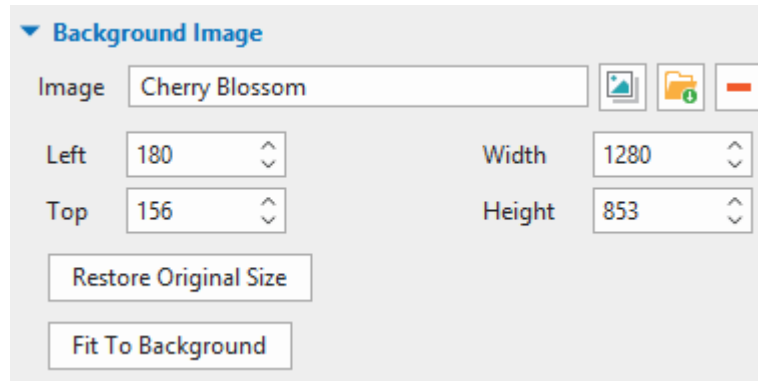 Background Image
Image Cherry Blossom
Left 180 Width 1280
Top 156 Height 853
Restore Original Size
Fit To Background